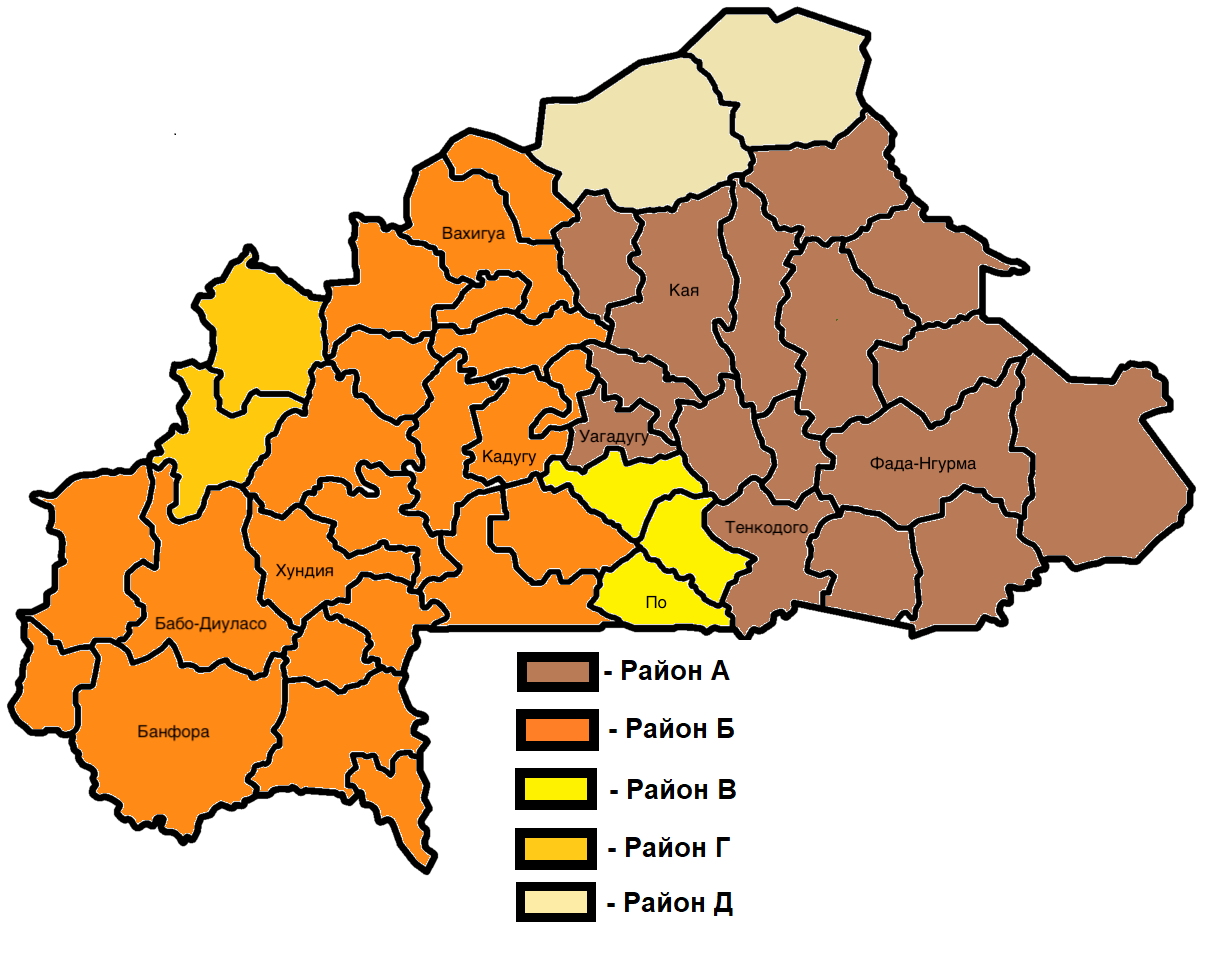 Вахигуа
Кая
Уагадугу
Кадугу
Фада-Нгурма
Тенкодого
Хундия
По
Бабо-Диуласо
Банфора
- Район А
- Район Б
- Район В
- Район Г
- Район Д